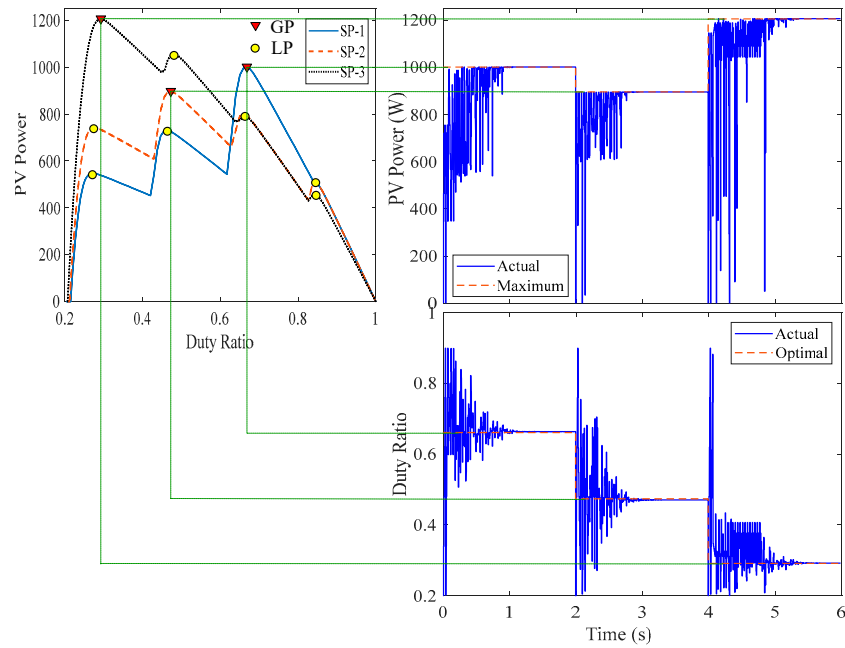 1200
1000
800
600
400
200
0
PV Power
0.2
0.4
0.6
0.8
1
Duty Ratio
GP
LP
SP-1
SP-2
SP-3
1200
1000
800
600
1200
1000
200
0
PV Power (W)
Actual
Maximum
1
0.8
0.6
0.4
0.2
Duty Ratio
Actual
Optimal
0
1
2
3
4
5
6
Time (s)